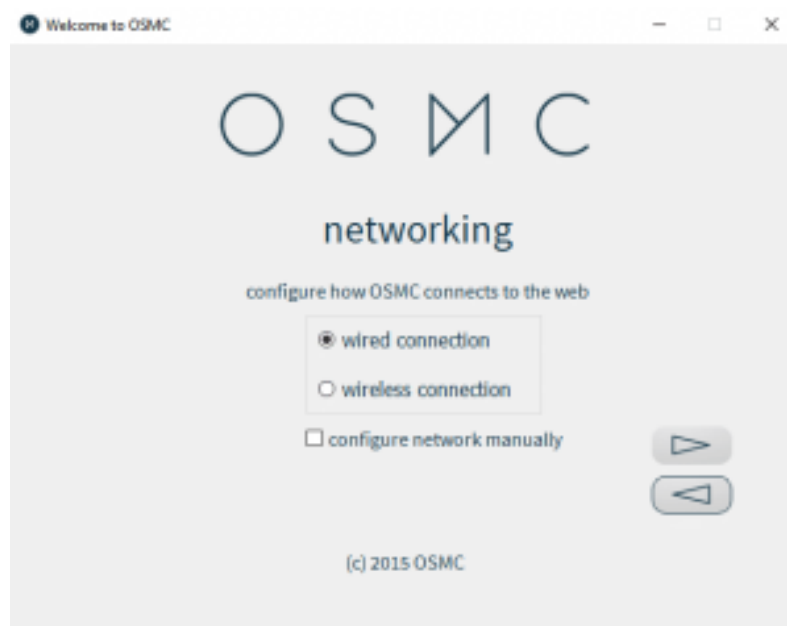 Welcome to OSMC
OSMC
networking
configure how OSMC connects to the web
wired connection
wireless connection
configure network manually
(c) 2015 OSMC